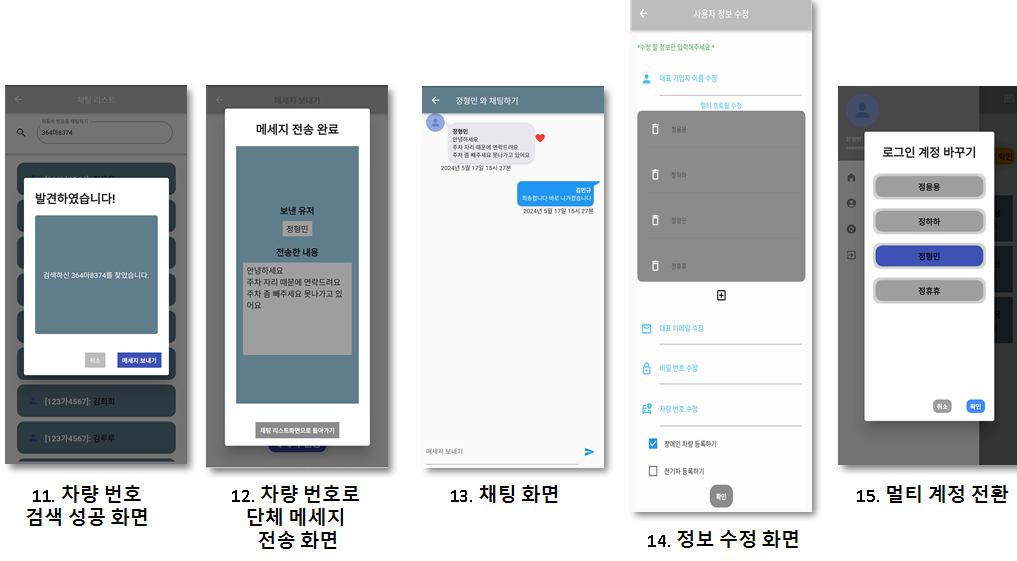 채팅 리스트
자동차 번호로 채팅하기
364마8374
발견하였습니다!
검색하신 364마8374를 찾았습니다.
취소
메세지 보내기
[123가4567]: 김희희
[123가4567]: 김루루
11. 차량 번호
검색 성공 화면
메세지 보내기
메세지 전송 완료
보낸 유저
정형민
전송한 내용
안녕하세요
주차 자리 때문에 연락드려요
주차 좀 빼주세요 못나가고 있
어요
채팅 리스트화면으로 돌아가기
12. 차량 번호로
단체 메세지
전송 화면
정형민 와 채팅하기
정형민
안녕하세요
주차 자리 때문에 연락드려요
주차 좀 빼주세요 못나가고 있어요
2024년 5월 17일 15시 27분
김민규
죄송합니다 바로 나가겠습니다
2024년 5월 17일 15시 27분
메세지 보내기
13. 채팅 화면
사용자 정보 수정
*수정 할 정보만 입력해주세요.*
대표 가입자 이름 수정
멀티 프로필 수정
정용용
정하하
정형민
정휴휴
대표 이메일 수정
비밀 번호 수정
차량 번호 수정
장애인 차량 등록하기
전기차 등록하기
확인
14. 정보 수정 화면
정형민
확인
로그인 계정 바꾸기
정용용
정하하
정형민
정휴휴
취소
확인
15. 멀티 계정 전환